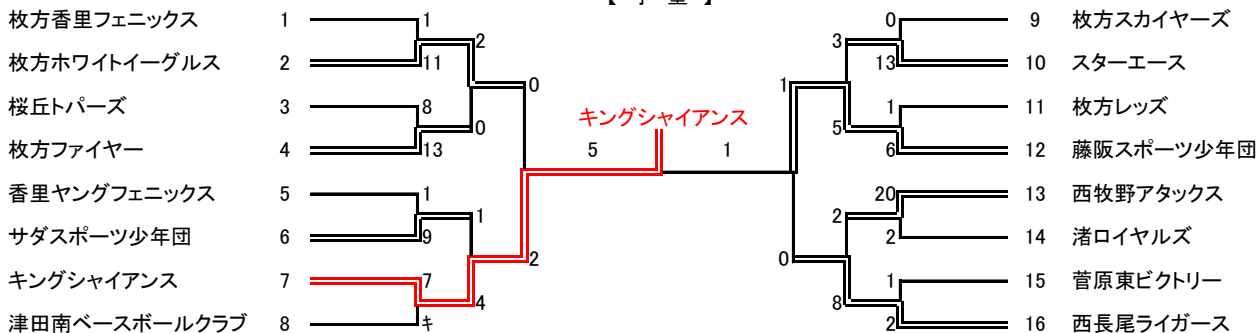 枚方香里フェニックス 1 1
2
枚方ホワイトイーグルス 2 11
0
桜丘トパーズ 3 8
0
枚方ファイヤー 4 13
香里ヤングフェニックス 5 1
1
サダスポーツ少年団 6 9
2
キングシャイアンス 7 7
4
津田南ベースボールクラブ 8 キ
キングシャイアンス
5 1
0 9 枚方スカイヤーズ
3
13 10 スターエース
1
1 11 枚方レッズ
5
6 12 藤阪スポーツ少年団
20 13 西牧野アタックス
2
2 14 渚ロイヤルズ
0
1 15 菅原東ビクトリー
8
2 16 西長尾ライガース